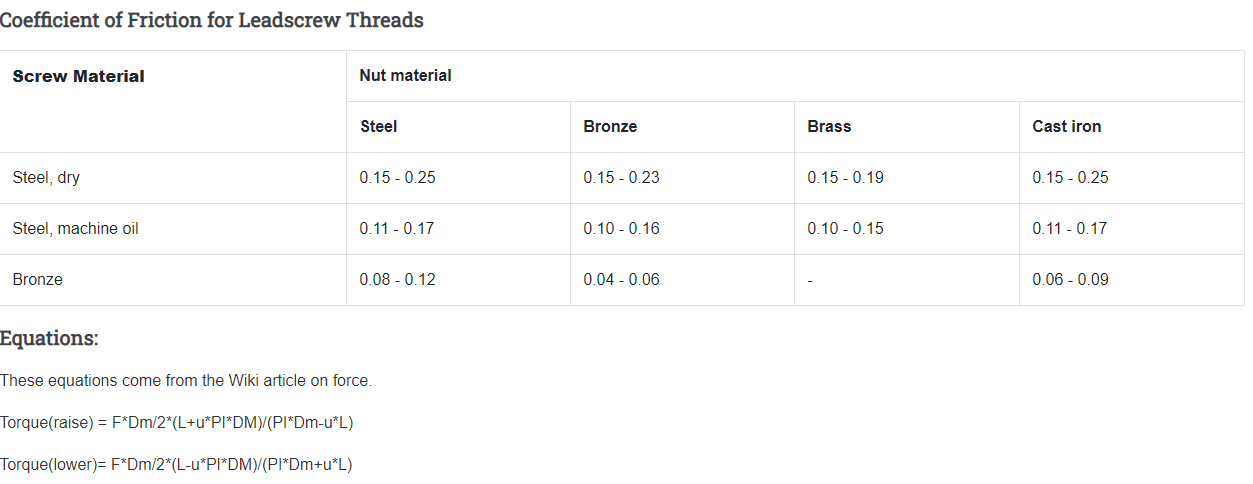 Coefficient of Friction for Leadscrew Threads
Screw Material
Nut material
Steel
Bronze
Brass
Cast iron
Steel, dry
0.15 - 0.25
0.15 - 0.23
0.15 - 0.19
0.15 - 0.25
Steel, machine oil
0.11 - 0.17
0.10 - 0.16
0.10 - 0.15
0.11 - 0.17
Bronze
0.08 - 0.12
0.04 - 0.06
-
0.06 - 0.09
Equations:
These equations come from the Wiki article on force.
Torque(raise) = F*Dm/2*(L+u*PI*DM)/(PI*Dm-u*L)
Torque(lower)= F*Dm/2*(L-u*PI*DM)/(PI*Dm+u*L)